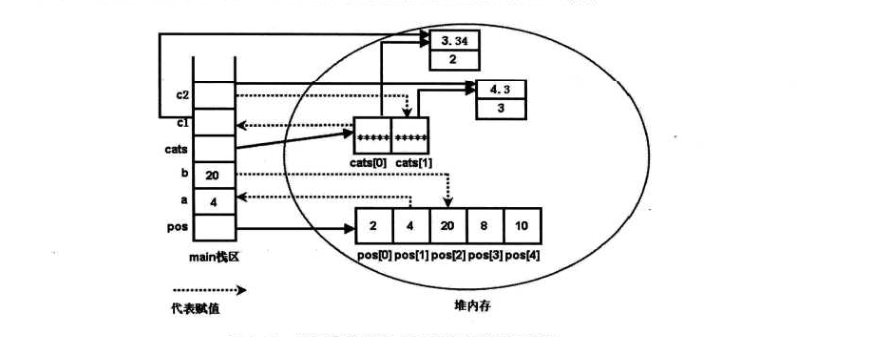 3.34
2
4.3
3
c2
c1
cats
***** *****
cats[0] cats[1]
b 20
a 4
pos
2 4 20 8 10
pos[0] pos[1] pos[2] pos[3] pos[4]
main栈区
代表赋值
堆内存